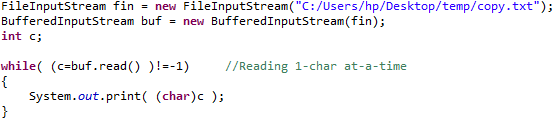 FileInputStream fin = new FileInputStream("C:/Users/hp/Desktop/temp/copy.txt");
BufferedInputStream buf = new BufferedInputStream(fin);
int c;
while( (c=buf.read() )!=-1) //Reading 1-char at-a-time
{
System.out.print( (char)c );
}